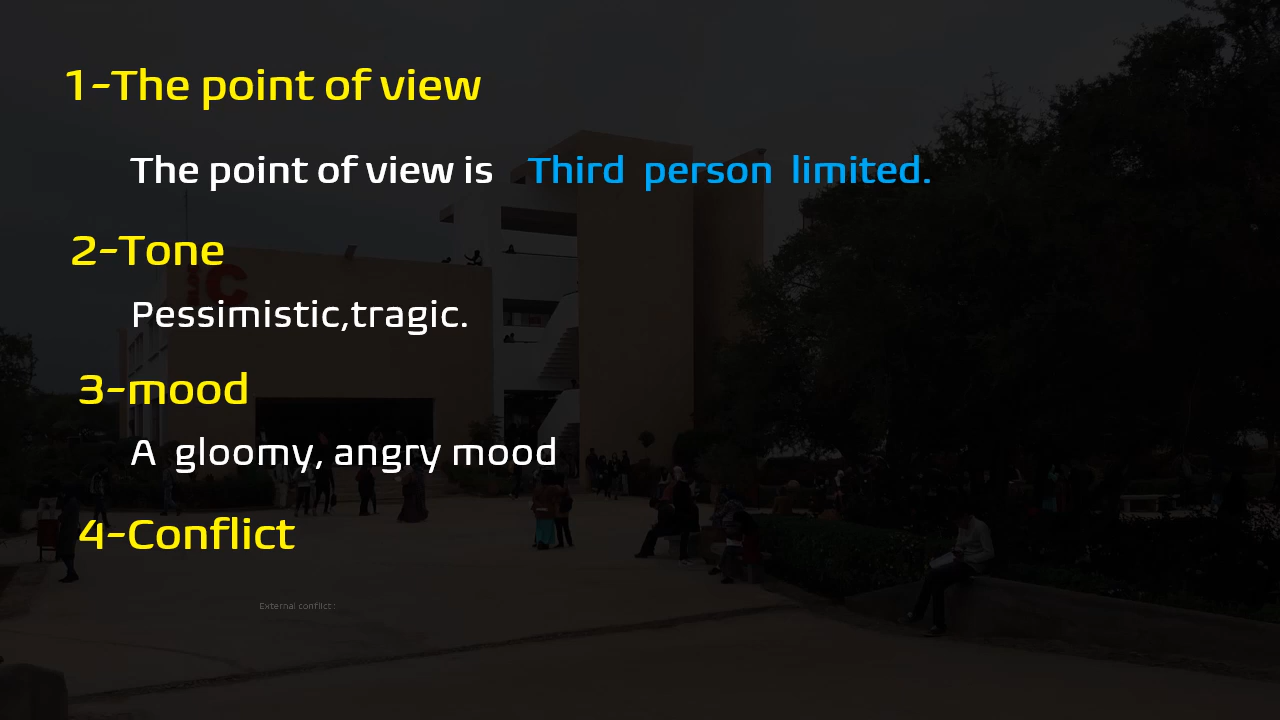 1-The point of view
The point of view is Third person limited.
2-Tone
Pessimistic,tragic.
3-mood
A gloomy, angry mood
4-Conflict
External conflict: